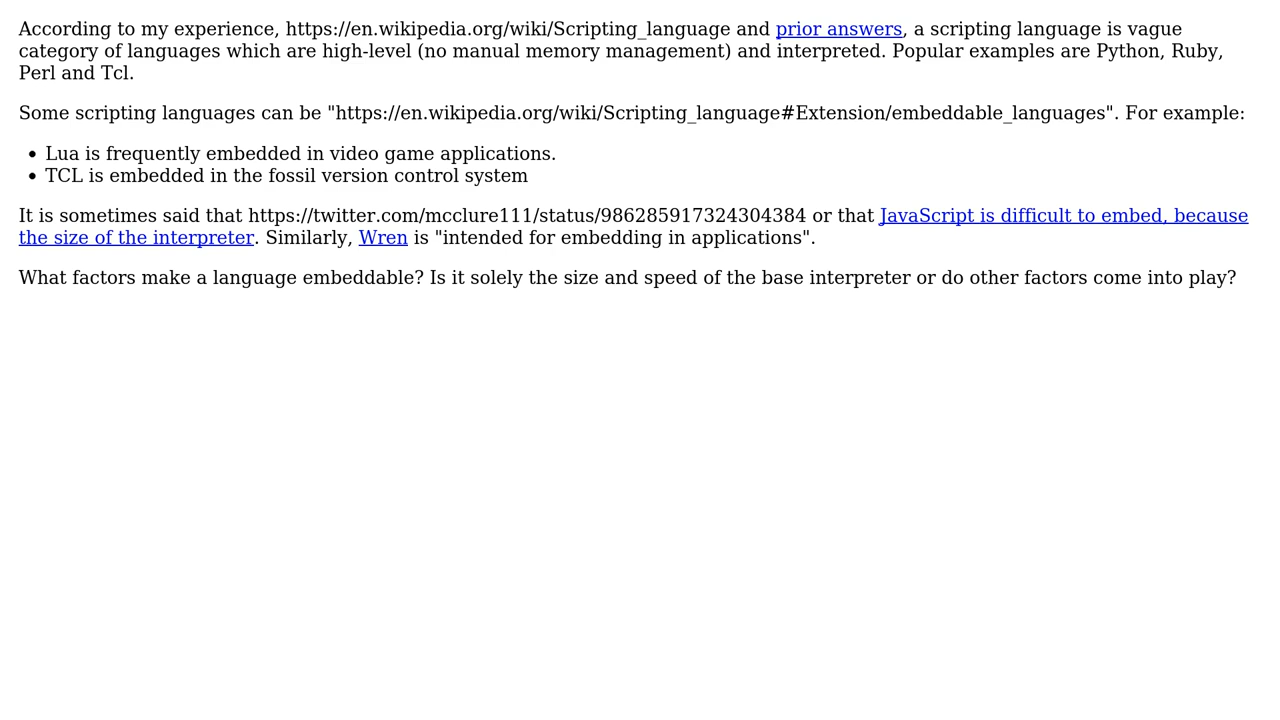 According to my experience, https://en.wikipedia.org/wiki/Scripting_language and prior answers, a scripting language is vague
category of languages which are high-level (no manual memory management) and interpreted. Popular examples are Python, Ruby,
Perl and Tcl.
Some scripting languages can be "https://en.wikipedia.org/wiki/Scripting_language#Extension/embeddable_languages". For example:
• Lua is frequently embedded in video game applications.
• TCL is embedded in the fossil version control system
It is sometimes said that https://twitter.com/mcclure111/status/986285917324304384 or that JavaScript is difficult to embed, because
the size of the interpreter. Similarly, Wren is "intended for embedding in applications".
What factors make a language embeddable? Is it solely the size and speed of the base interpreter or do other factors come into play?